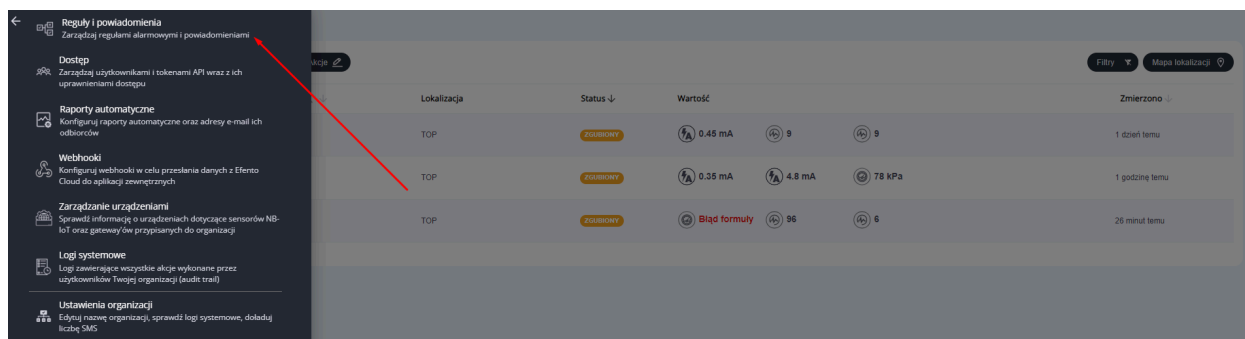 Reguły i powiadomienia
Zarządzaj regułami alarmowymi i powiadomieniami
Dostęp
Zarządzaj użytkownikami i tokenami API wraz z ich
uprawnieniami dostępu
Raporty automatyczne
Konfiguruj raporty automatyczne oraz adresy e-mail ich
odbiorców
Webhooki
Konfiguruj webhooki w celu przesłania danych z Efento
Cloud do aplikacji zewnętrznych
Zarządzanie urządzeniami
Sprawdź informację o urządzeniach dotyczące sensorów NB-
IoT oraz gateway'ów przypisanych do organizacji
Logi systemowe
Logi zawierające wszystkie akcje wykonane przez
użytkowników Twojej organizacji (audit trail)
Ustawienia organizacji
Edytuj nazwę organizacji, sprawdź logi systemowe, doładuj
liczbę SMS
Filtry Mapa lokalizacji
Lokalizacja Status Wartość Zmierzono
TOP ZGUBIONY 0.45 mA 9 9 1 dzień temu
TOP ZGUBIONY 0.35 mA 4.8 mA 78 kPa 1 godzinę temu
TOP ZGUBIONY Błąd formuły 96 6 26 minut temu